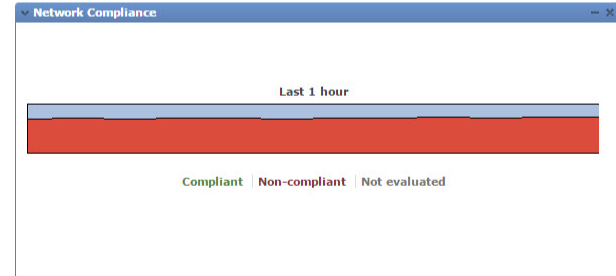 Network Compliance
Last 1 hour
Compliant Non-compliant Not evaluated